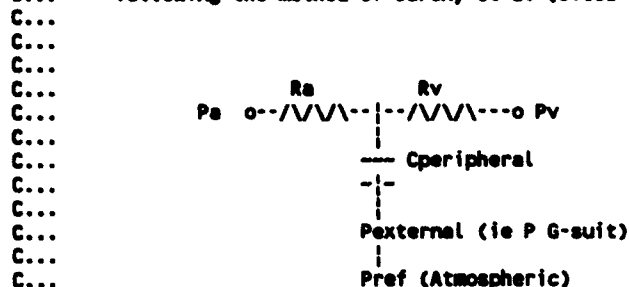 C...
C...
C...
C...          Ra          Rv
C...   Pa o--/\/\/\--|--/\/\/\---o Pv
C...                 |
C...                --- Cperipheral
C...                -|-
C...                 |
C...          Pexternal (ie P G-suit)
C...                 |
C...          Pref (Atmospheric)